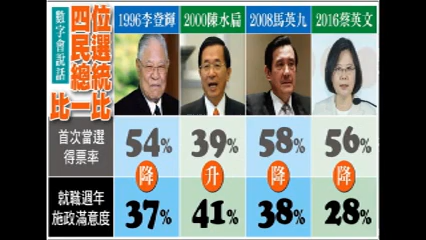 數字會說話
四位民選總統比一比
1996李登輝
2000陳水扁
2008馬英九
2016蔡英文
首次當選
得票率
54%
39%
58%
56%
降
升
降
降
就職週年
施政滿意度
37%
41%
38%
28%